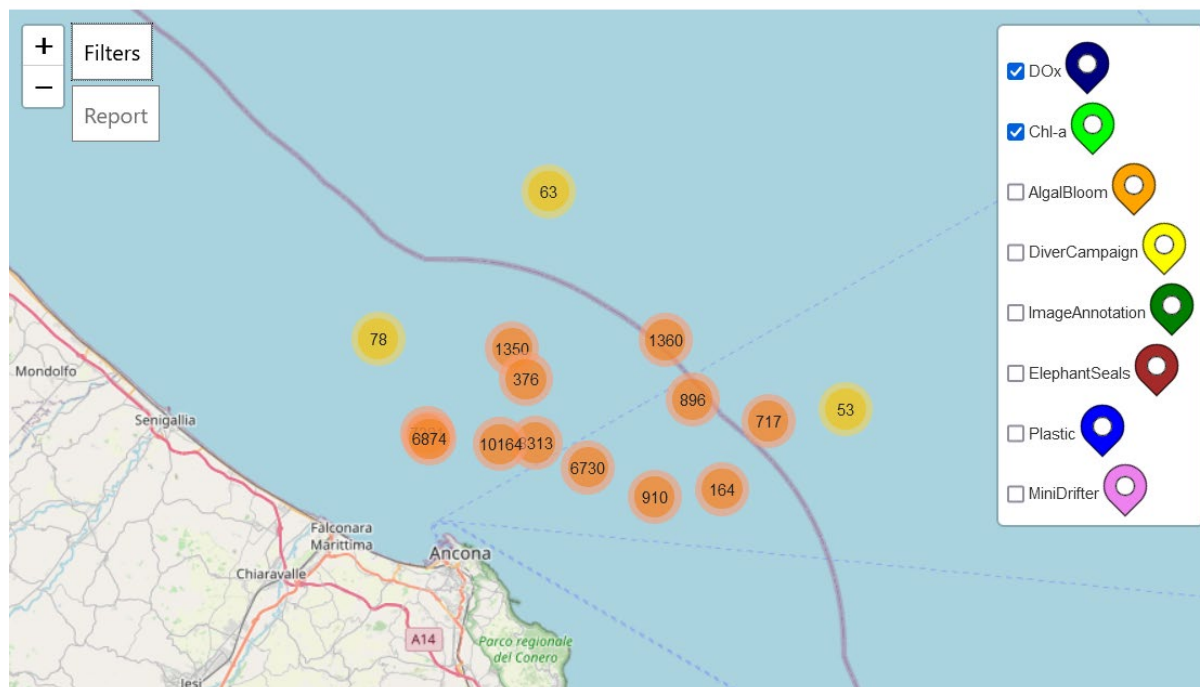 +
−
Filters
Report
DOx
Chl-a
AlgalBloom
DiverCampaign
ImageAnnotation
ElephantSeals
Plastic
MiniDrifter
63
78
1350
1360
376
896
53
717
6874
10164
313
6730
910
164
Mondolfo
Senigallia
Falconara
Marittima
Ancona
Chiaravalle
A14
Parco regionale
del Conero
Jesi